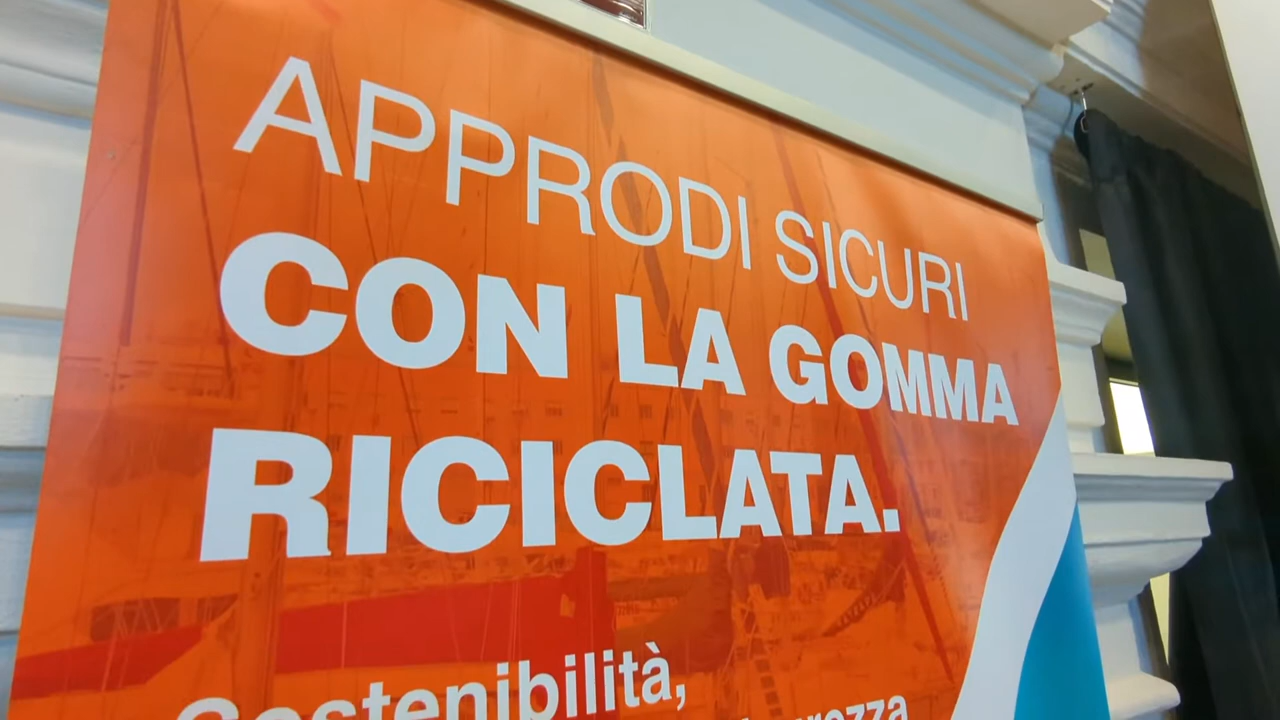 APPRODI SICURI
CON LA GOMMA
RICICLATA.
Sostenibilità,